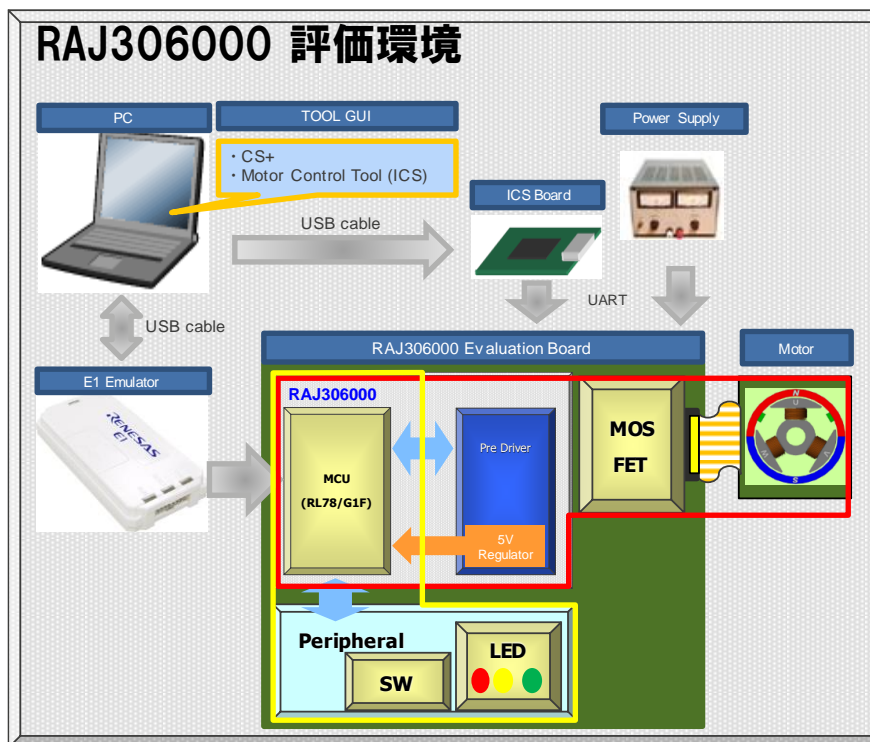 RAJ306000 評価環境
PC
TOOL GUI
Power Supply
・CS+
・Motor Control Tool (ICS)
ICS Board
USB cable
UART
USB cable
RAJ306000 Evaluation Board
Motor
E1 Emulator
RAJ306000
RENESAS
E1
MCU
(RL78/G1F)
Pre Driver
MOS
FET
N
U
W
V
S
5V
Regulator
Peripheral
SW
LED